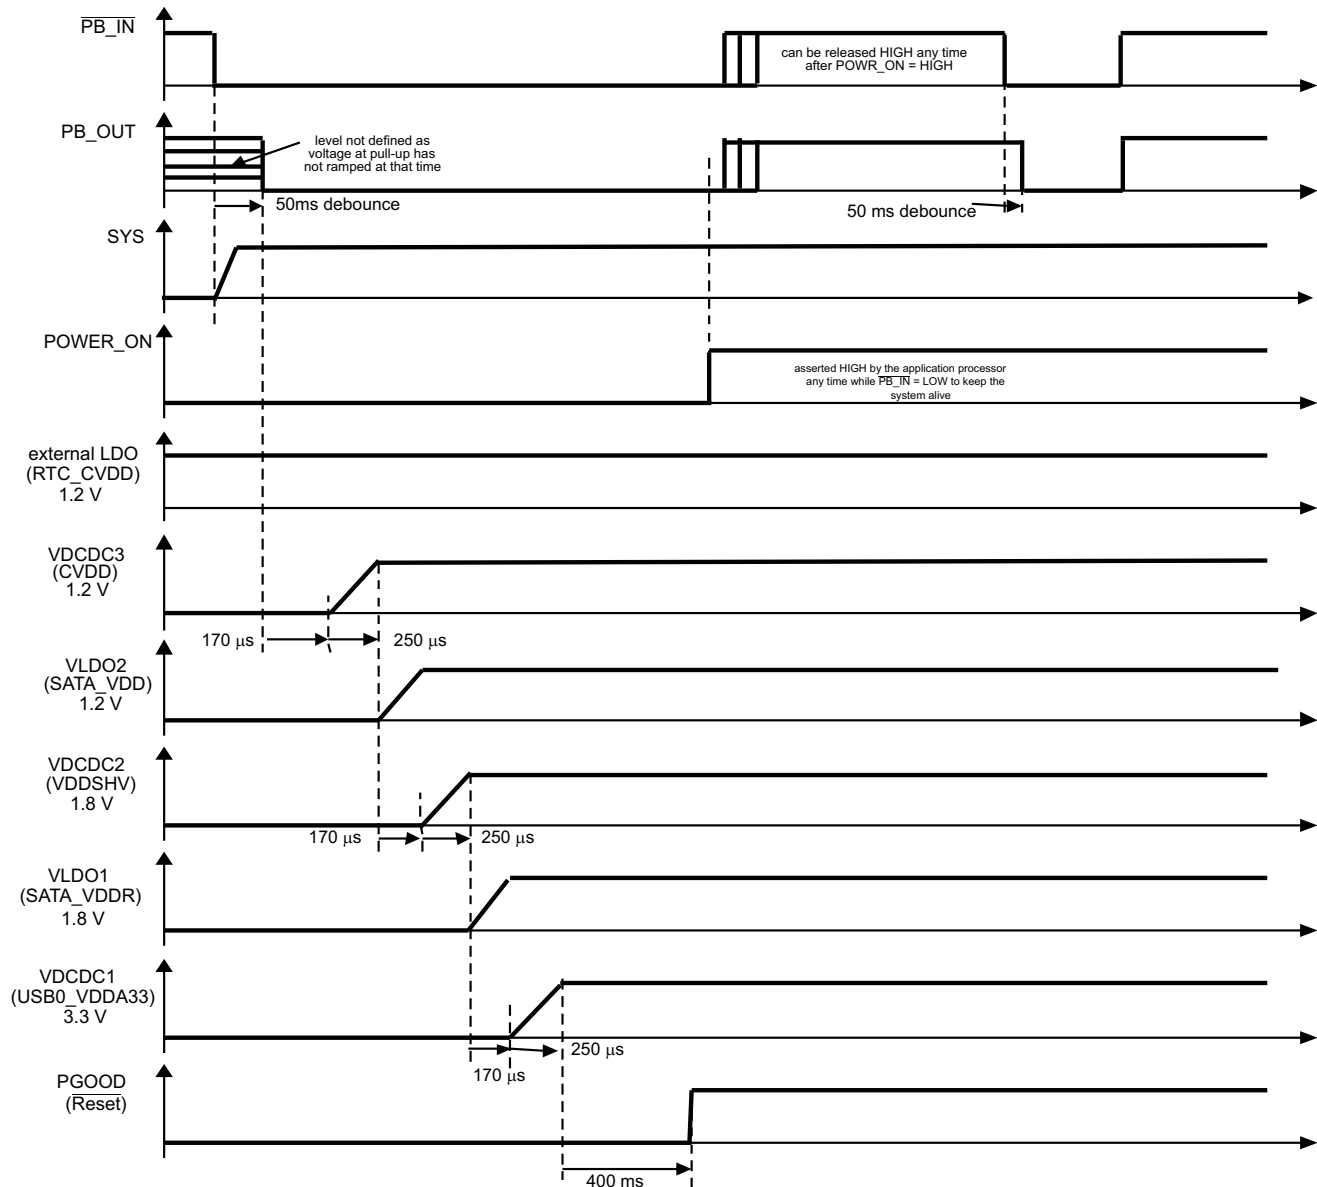 PB_IN
can be released HIGH any time
after POWR_ON = HIGH
PB_OUT
level not defined as
voltage at pull-up has
not ramped at that time
50ms debounce
50 ms debounce
SYS
POWER_ON
asserted HIGH by the application processor
any time while PB_IN = LOW to keep the
system alive
external LDO
(RTC_CVDD)
1.2 V
VDCDC3
(CVDD)
1.2 V
170 µs
250 µs
VLDO2
(SATA_VDD)
1.2 V
VDCDC2
(VDDSHV)
1.8 V
170 µs
250 µs
VLDO1
(SATA_VDDR)
1.8 V
VDCDC1
(USB0_VDDA33)
3.3 V
250 µs
170 µs
PGOOD
(Reset)
400 ms